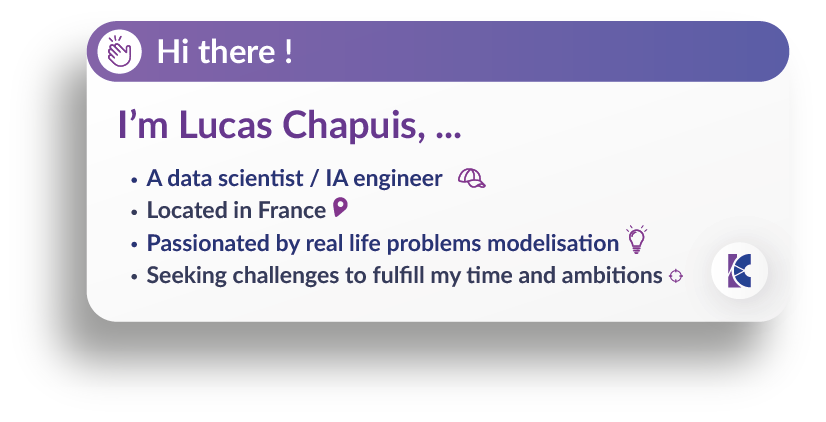 Hi there !
I'm Lucas Chapuis, ...
• A data scientist / IA engineer
• Located in France
• Passionated by real life problems modelisation
• Seeking challenges to fulfill my time and ambitions